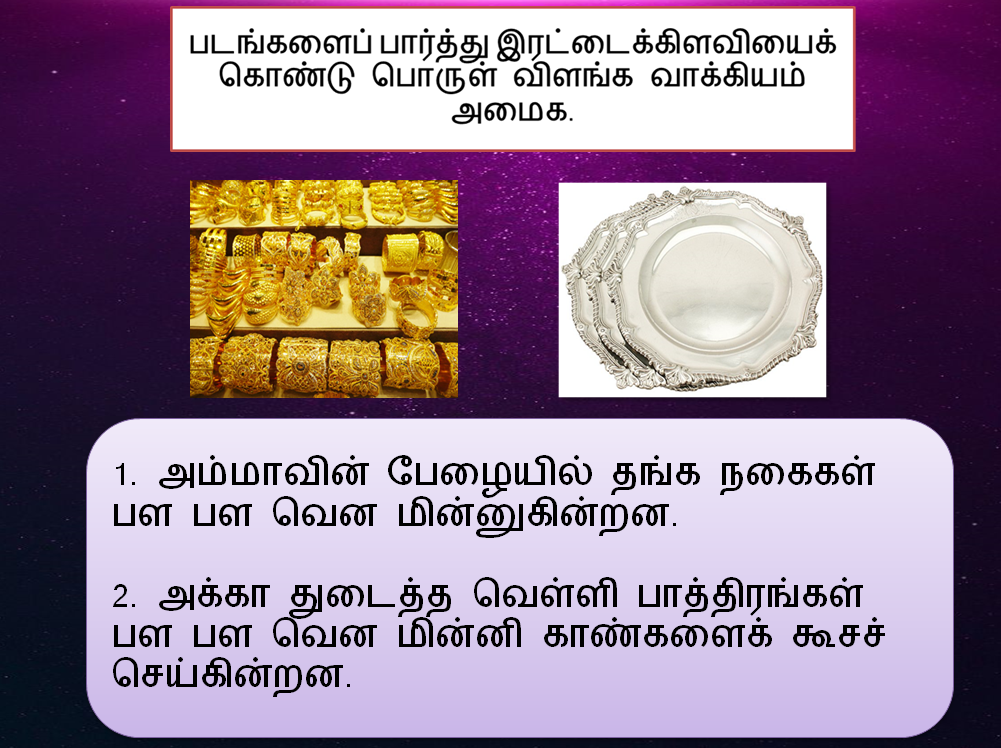 படங்களைப் பார்த்து இரட்டைக்கிளவியைக்
கொண்டு பொருள் விளங்க வாக்கியம்
அமைக.
1. அம்மாவின் பேழையில் தங்க நகைகள்
பள பள வென மின்னுகின்றன.
2. அக்கா துடைத்த வெள்ளி பாத்திரங்கள்
பள பள வென மின்னி காண்களைக் கூசச்
செய்கின்றன.